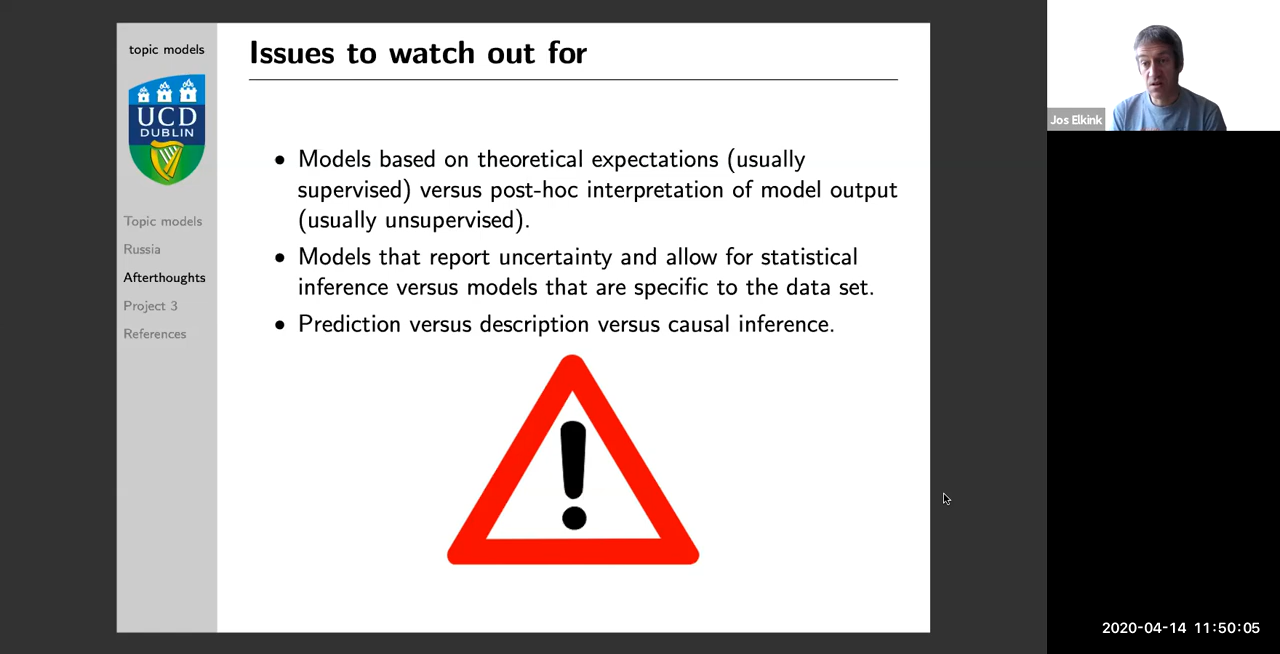 topic models
UCD
DUBLIN
Topic models
Russia
Afterthoughts
Project 3
References
Issues to watch out for
• Models based on theoretical expectations (usually
supervised) versus post-hoc interpretation of model output
(usually unsupervised).
• Models that report uncertainty and allow for statistical
inference versus models that are specific to the data set.
• Prediction versus description versus causal inference.
!
Jos Elkink
2020-04-14 11:50:05